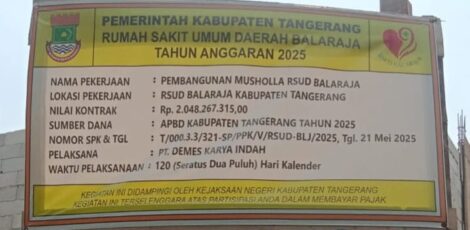 PEMERINTAH KABUPATEN TANGERANG
RUMAH SAKIT UMUM DAERAH BALARAJA
TAHUN ANGGARAN 2025
NAMA PEKERJAAN : PEMBANGUNAN MUSHOLLA RSUD BALARAJA
LOKASI PEKERJAAN : RSUD BALARAJA KABUPATEN TANGERANG
NILAI KONTRAK : Rp. 2.048.267.315,00
SUMBER DANA : APBD KABUPATEN TANGERANG TAHUN 2025
NOMOR SPK & TGL : T/000.3.3/321-SP/PPK/V/RSUD-BLJ/2025, Tgl. 21 Mei 2025
PELAKSANA : PT. DEMES KARYA INDAH
WAKTU PELAKSANAAN : 120 (Seratus Dua Puluh) Hari Kalender
KEGIATAN INI DIDAMPINGI OLEH KEJAKSAAN NEGERI KABUPATEN TANGERANG
KEGIATAN INI TERSELENGGARA ATAS PARTISIPASI ANDA DALAM MEMBAYAR PAJAK